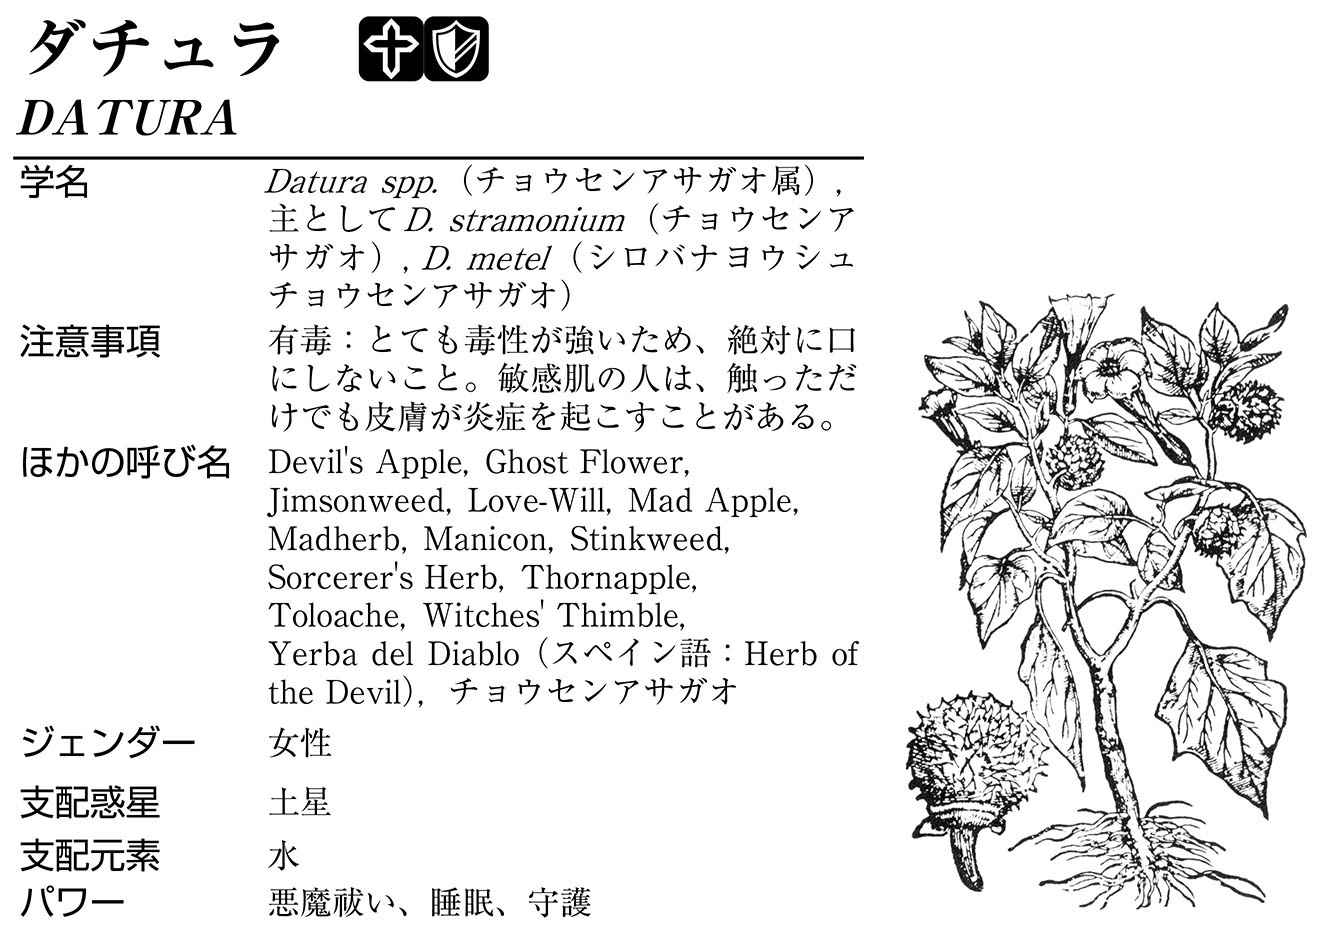 ダチュラ
DATURA
学名 Datura spp.（チョウセンアサガオ属）,
主として D. stramonium（チョウセンア
サガオ）, D. metel（シロバナヨウシュ
チョウセンアサガオ）
注意事項 有毒：とても毒性が強いため、絶対に口
にしないこと。敏感肌の人は、触っただ
けでも皮膚が炎症を起こすことがある。
ほかの呼び名 Devil's Apple, Ghost Flower,
Jimsonweed, Love-Will, Mad Apple,
Madherb, Manicon, Stinkweed,
Sorcerer's Herb, Thornapple,
Toloache, Witches' Thimble,
Yerba del Diablo（スペイン語：Herb of
the Devil), チョウセンアサガオ
ジェンダー 女性
支配惑星 土星
支配元素 水
パワー 悪魔祓い、睡眠、守護